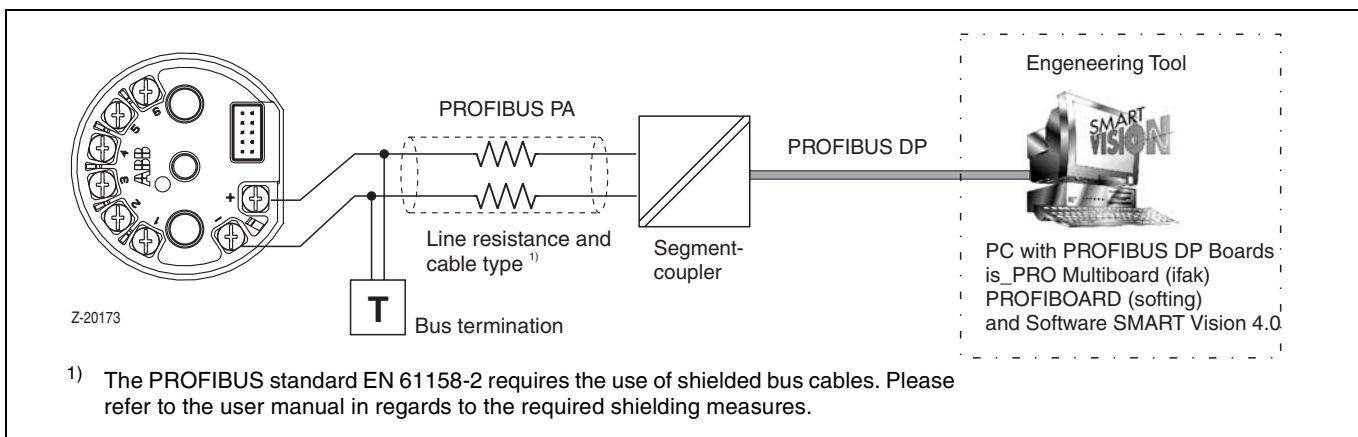 Engeneering Tool
PROFIBUS PA
SMART
VISION
PROFIBUS DP
6
5
4
3
2
1
ABB
+
–
Line resistance and
cable type 1)
Segment-
coupler
PC with PROFIBUS DP Boards
is_PRO Multiboard (ifak)
PROFIBOARD (softing)
and Software SMART Vision 4.0
T
Bus termination
Z-20173
1) The PROFIBUS standard EN 61158-2 requires the use of shielded bus cables. Please
refer to the user manual in regards to the required shielding measures.